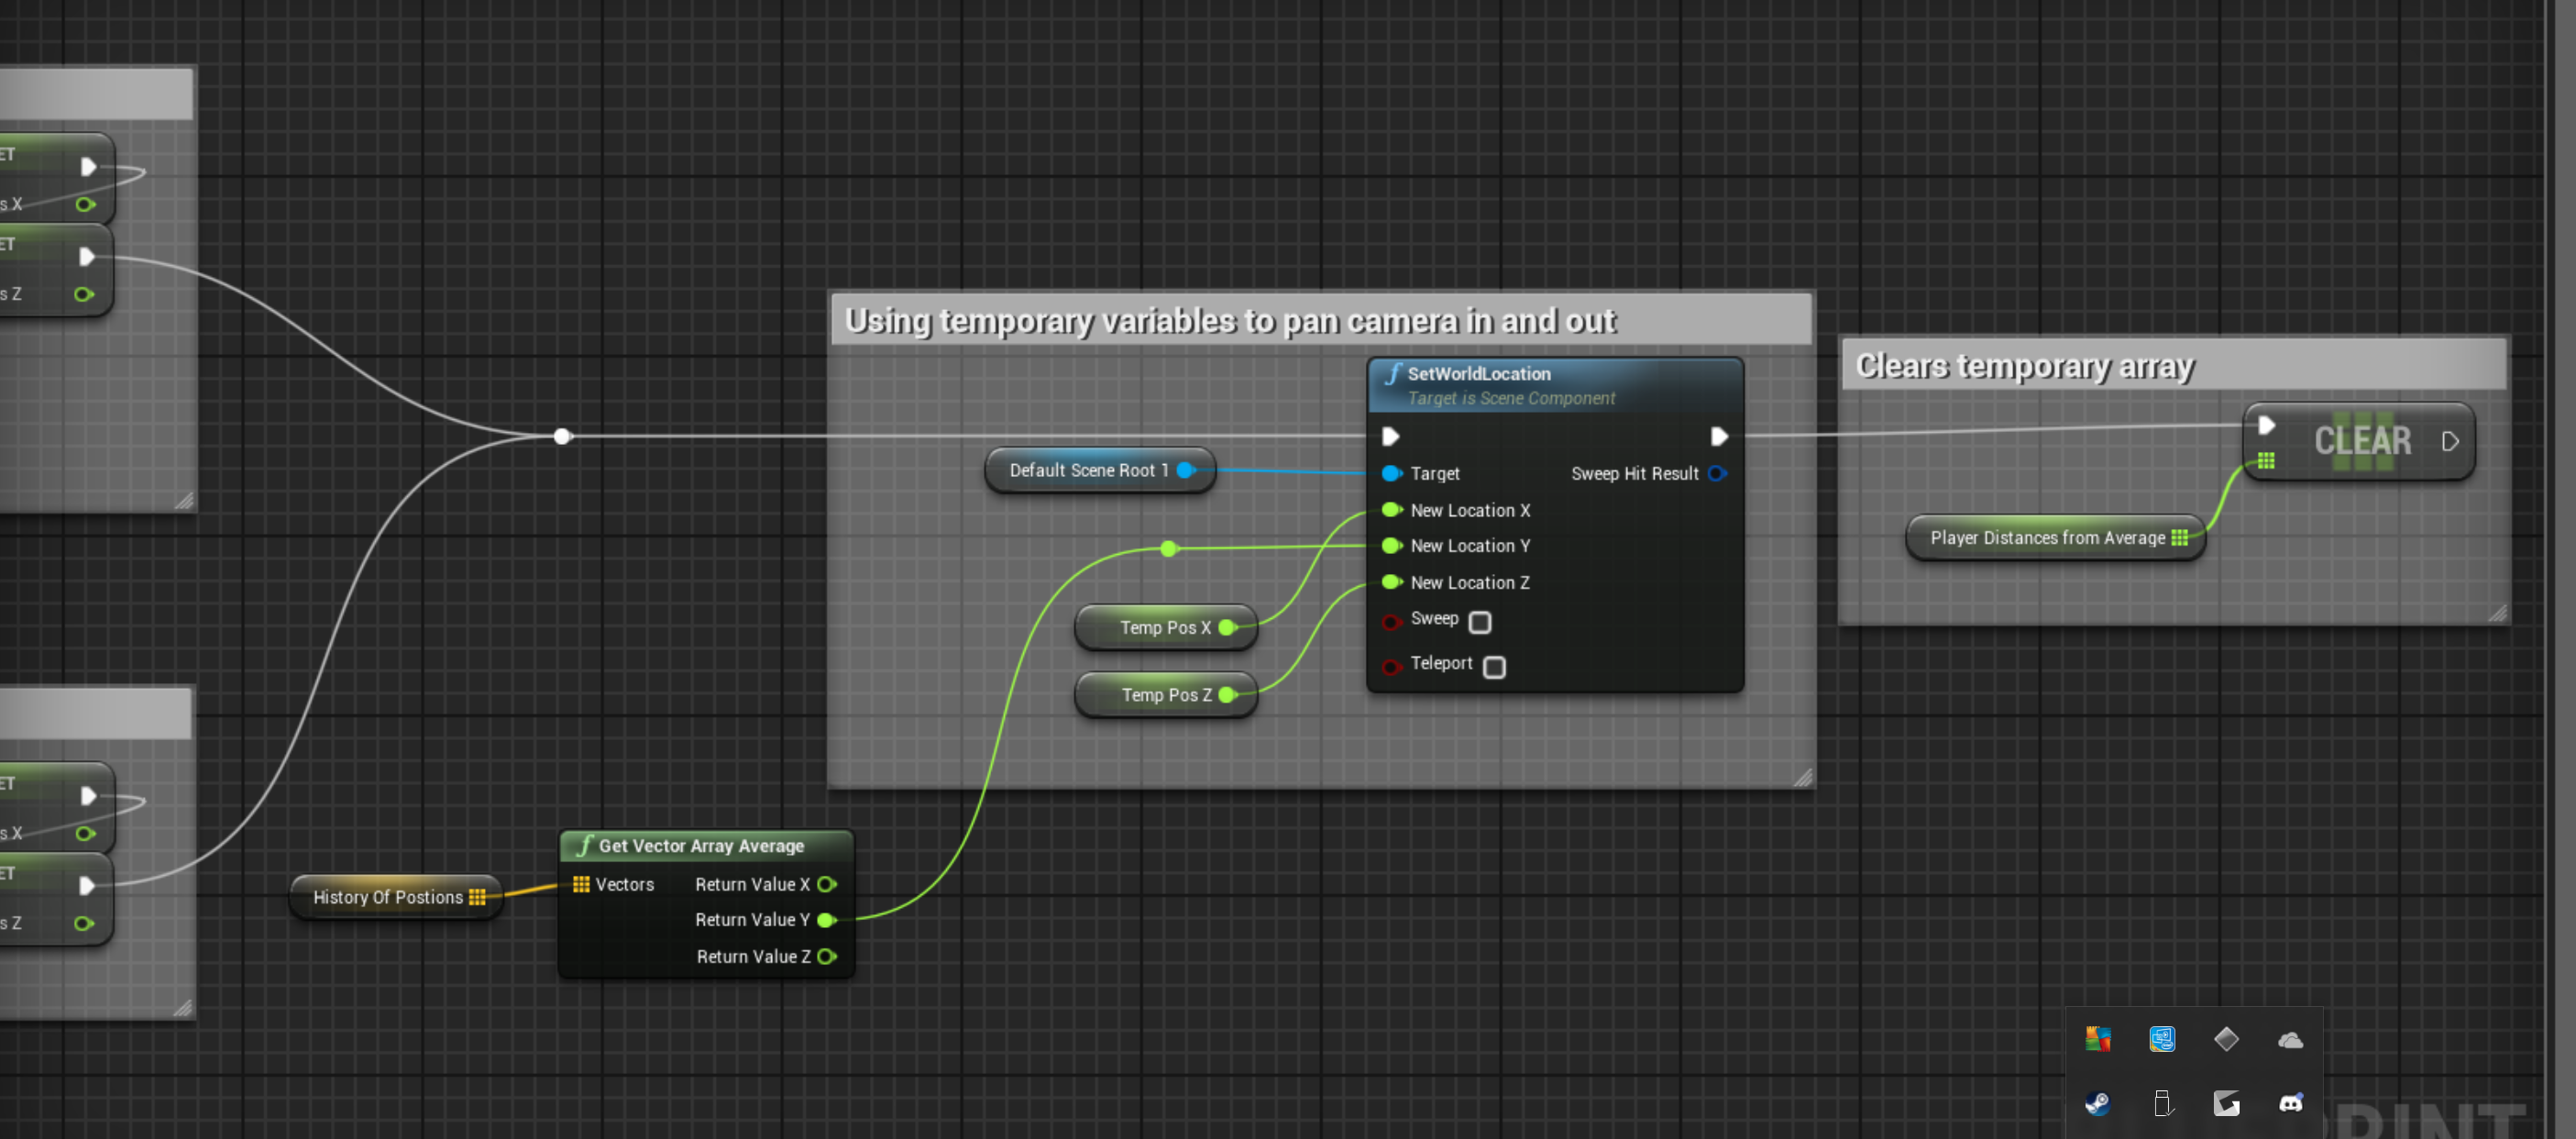 ET
s X
ET
s Z
Using temporary variables to pan camera in and out
SetWorldLocation
Target is Scene Component
Default Scene Root 1
Target
Sweep Hit Result
New Location X
New Location Y
New Location Z
Sweep
Teleport
Temp Pos X
Temp Pos Z
Clears temporary array
CLEAR
Player Distances from Average
ET
s X
ET
s Z
History Of Postions
Get Vector Array Average
Vectors
Return Value X
Return Value Y
Return Value Z
RINT